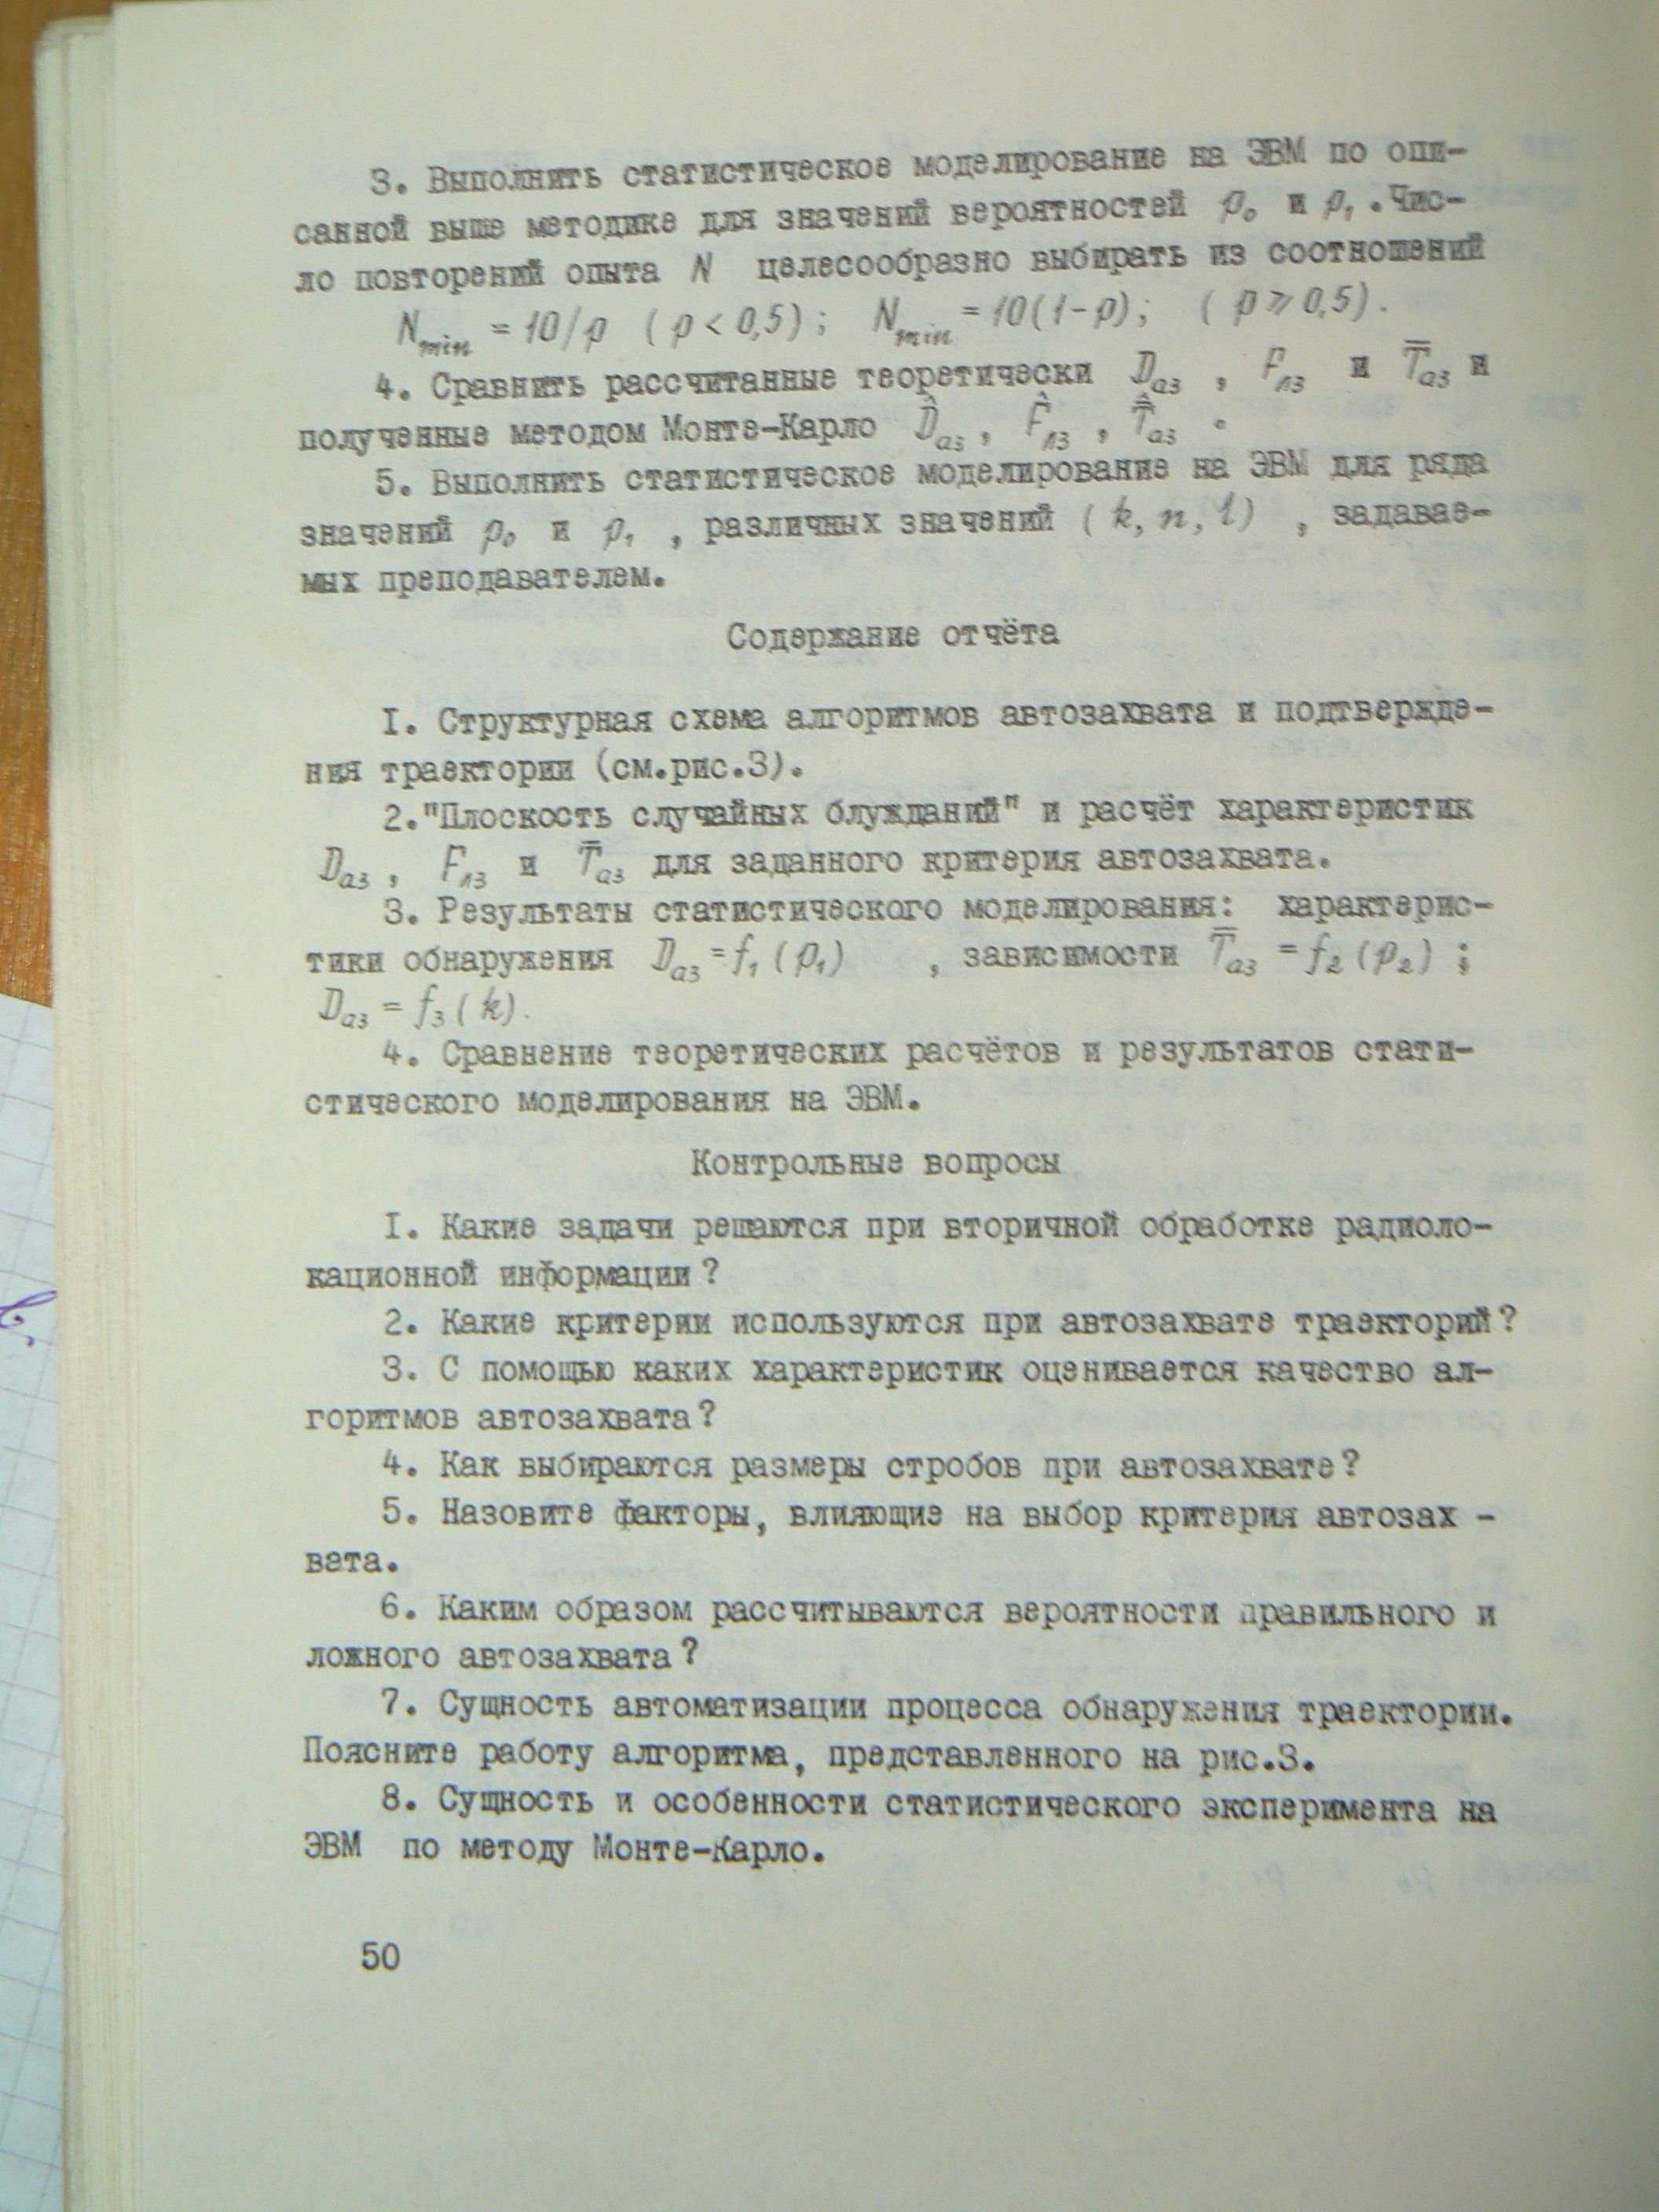 3. Выполнить статистическое моделирование на ЭВМ по опи-
санной выше методике для значений вероятностей p₀ и p₁. Чис-
ло повторений опыта N целесообразно выбирать из соотношений
N_min = 10/p (p < 0,5); N_min = 10(1-p); (p ⩾ 0,5).
4. Сравнить рассчитанные теоретически D_аз , F_лз и T̅_аз и
полученные методом Монте-Карло D̂_аз , F̂_лз , T̅̂_аз .
5. Выполнить статистическое моделирование на ЭВМ для ряда
значений p₀ и p₁ , различных значений (k, n, l) , задавае-
мых преподавателем.
Содержание отчёта
I. Структурная схема алгоритмов автозахвата и подтвержде-
ния траектории (см.рис.3).
2."Плоскость случайных блужданий" и расчёт характеристик
D_аз , F_лз и T̅_аз для заданного критерия автозахвата.
3. Результаты статистического моделирования: характерис-
тики обнаружения D_аз = f₁(p₁) , зависимости T̅_аз = f₂(p₂) ;
D_аз = f₃(k).
4. Сравнение теоретических расчётов и результатов стати-
стического моделирования на ЭВМ.
Контрольные вопросы
I. Какие задачи решаются при вторичной обработке радиоло-
кационной информации?
2. Какие критерии используются при автозахвате траекторий?
3. С помощью каких характеристик оценивается качество ал-
горитмов автозахвата?
4. Как выбираются размеры стробов при автозахвате?
5. Назовите факторы, влияющие на выбор критерия автозах -
вата.
6. Каким образом рассчитываются вероятности правильного и
ложного автозахвата?
7. Сущность автоматизации процесса обнаружения траектории.
Поясните работу алгоритма, представленного на рис.3.
8. Сущность и особенности статистического эксперимента на
ЭВМ по методу Монте-Карло.
50